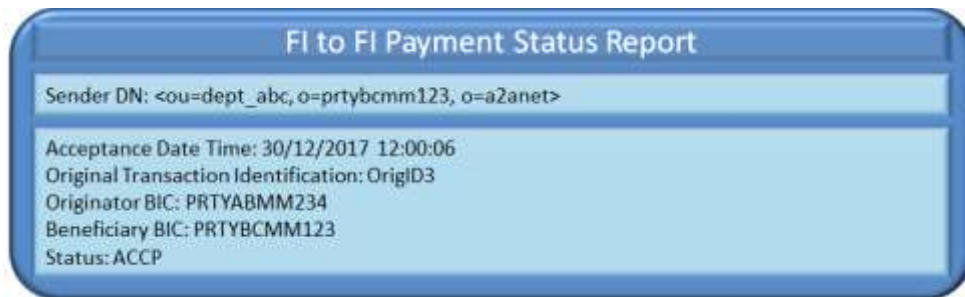 FI to FI Payment Status Report
Sender DN: <ou=dept_abc, o=prtybcmm123, o=a2anet>
Acceptance Date Time: 30/12/2017 12:00:06
Original Transaction Identification: OrigID3
Originator BIC: PRTYABMM234
Beneficiary BIC: PRTYBCMM123
Status: ACCP